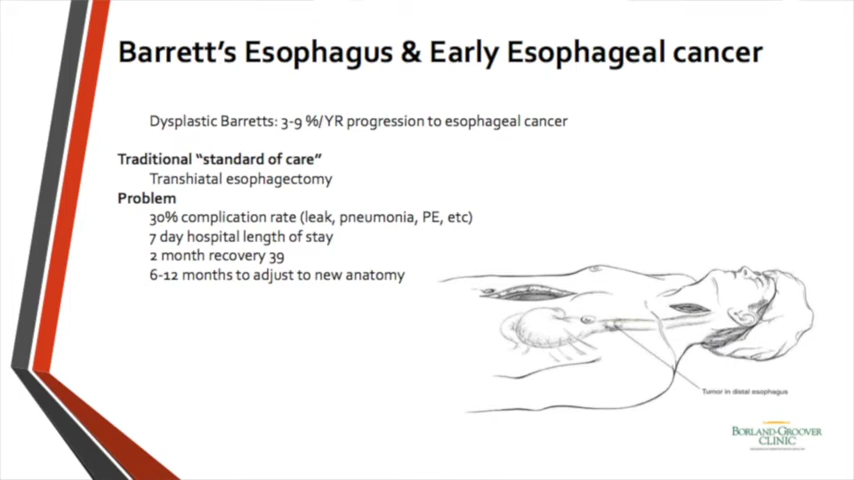 Barrett's Esophagus & Early Esophageal cancer
Dysplastic Barretts: 3-9 %/YR progression to esophageal cancer
Traditional "standard of care"
Transhiatal esophagectomy
Problem
30% complication rate (leak, pneumonia, PE, etc)
7 day hospital length of stay
2 month recovery 39
6-12 months to adjust to new anatomy
Tumor in distal esophagus
BORLAND-GROOVER
CLINIC